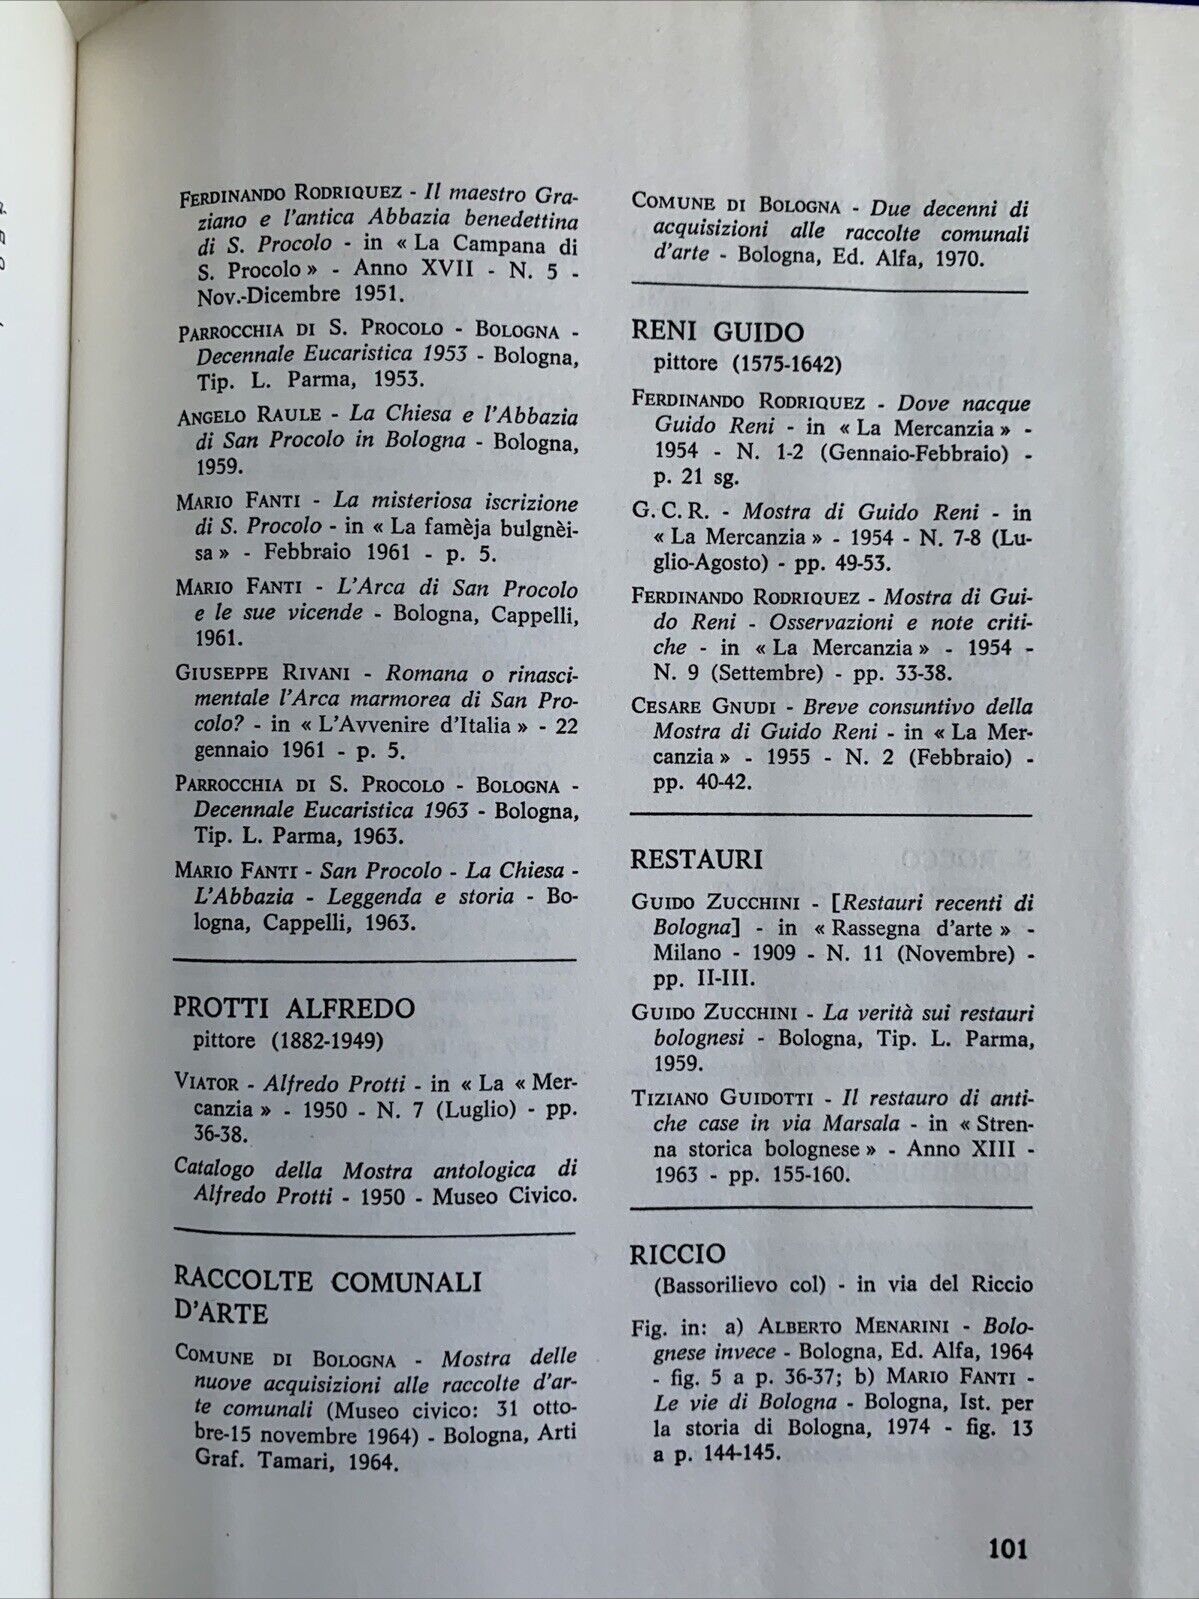 FERDINANDO RODRIQUEZ - Il maestro Gra-
ziano e l'antica Abbazia benedettina
di S. Procolo - in « La Campana di
S. Procolo » - Anno XVII - N. 5 -
Nov.-Dicembre 1951.
PARROCCHIA DI S. PROCOLO - BOLOGNA -
Decennale Eucaristica 1953 - Bologna,
Tip. L. Parma, 1953.
ANGELO RAULE - La Chiesa e l'Abbazia
di San Procolo in Bologna - Bologna,
1959.
MARIO FANTI - La misteriosa iscrizione
di S. Procolo - in « La famèja bulgnèi-
sa » - Febbraio 1961 - p. 5.
MARIO FANTI - L'Arca di San Procolo
e le sue vicende - Bologna, Cappelli,
1961.
GIUSEPPE RIVANI - Romana o rinasci-
mentale l'Arca marmorea di San Pro-
colo? - in « L'Avvenire d'Italia » - 22
gennaio 1961 - p. 5.
PARROCCHIA DI S. PROCOLO - BOLOGNA -
Decennale Eucaristica 1963 - Bologna,
Tip. L. Parma, 1963.
MARIO FANTI - San Procolo - La Chiesa -
L'Abbazia - Leggenda e storia - Bo-
logna, Cappelli, 1963.
PROTTI ALFREDO
pittore (1882-1949)
VIATOR - Alfredo Protti - in « La « Mer-
canzia » - 1950 - N. 7 (Luglio) - pp.
36-38.
Catalogo della Mostra antologica di
Alfredo Protti - 1950 - Museo Civico.
RACCOLTE COMUNALI
D'ARTE
COMUNE DI BOLOGNA - Mostra delle
nuove acquisizioni alle raccolte d'ar-
te comunali (Museo civico: 31 otto-
bre-15 novembre 1964) - Bologna, Arti
Graf. Tamari, 1964.
COMUNE DI BOLOGNA - Due decenni di
acquisizioni alle raccolte comunali
d'arte - Bologna, Ed. Alfa, 1970.
RENI GUIDO
pittore (1575-1642)
FERDINANDO RODRIQUEZ - Dove nacque
Guido Reni - in « La Mercanzia » -
1954 - N. 1-2 (Gennaio-Febbraio) -
p. 21 sg.
G. C. R. - Mostra di Guido Reni - in
« La Mercanzia » - 1954 - N. 7-8 (Lu-
glio-Agosto) - pp. 49-53.
FERDINANDO RODRIQUEZ - Mostra di Gui-
do Reni - Osservazioni e note criti-
che - in « La Mercanzia » - 1954 -
N. 9 (Settembre) - pp. 33-38.
CESARE GNUDI - Breve consuntivo della
Mostra di Guido Reni - in « La Mer-
canzia » - 1955 - N. 2 (Febbraio) -
pp. 40-42.
RESTAURI
GUIDO ZUCCHINI - [Restauri recenti di
Bologna] - in « Rassegna d'arte » -
Milano - 1909 - N. 11 (Novembre) -
pp. II-III.
GUIDO ZUCCHINI - La verità sui restauri
bolognesi - Bologna, Tip. L. Parma,
1959.
TIZIANO GUIDOTTI - Il restauro di anti-
che case in via Marsala - in « Stren-
na storica bolognese » - Anno XIII -
1963 - pp. 155-160.
RICCIO
(Bassorilievo col) - in via del Riccio
Fig. in: a) ALBERTO MENARINI - Bolo-
gnese invece - Bologna, Ed. Alfa, 1964
- fig. 5 a p. 36-37; b) MARIO FANTI -
Le vie di Bologna - Bologna, Ist. per
la storia di Bologna, 1974 - fig. 13
a p. 144-145.
101